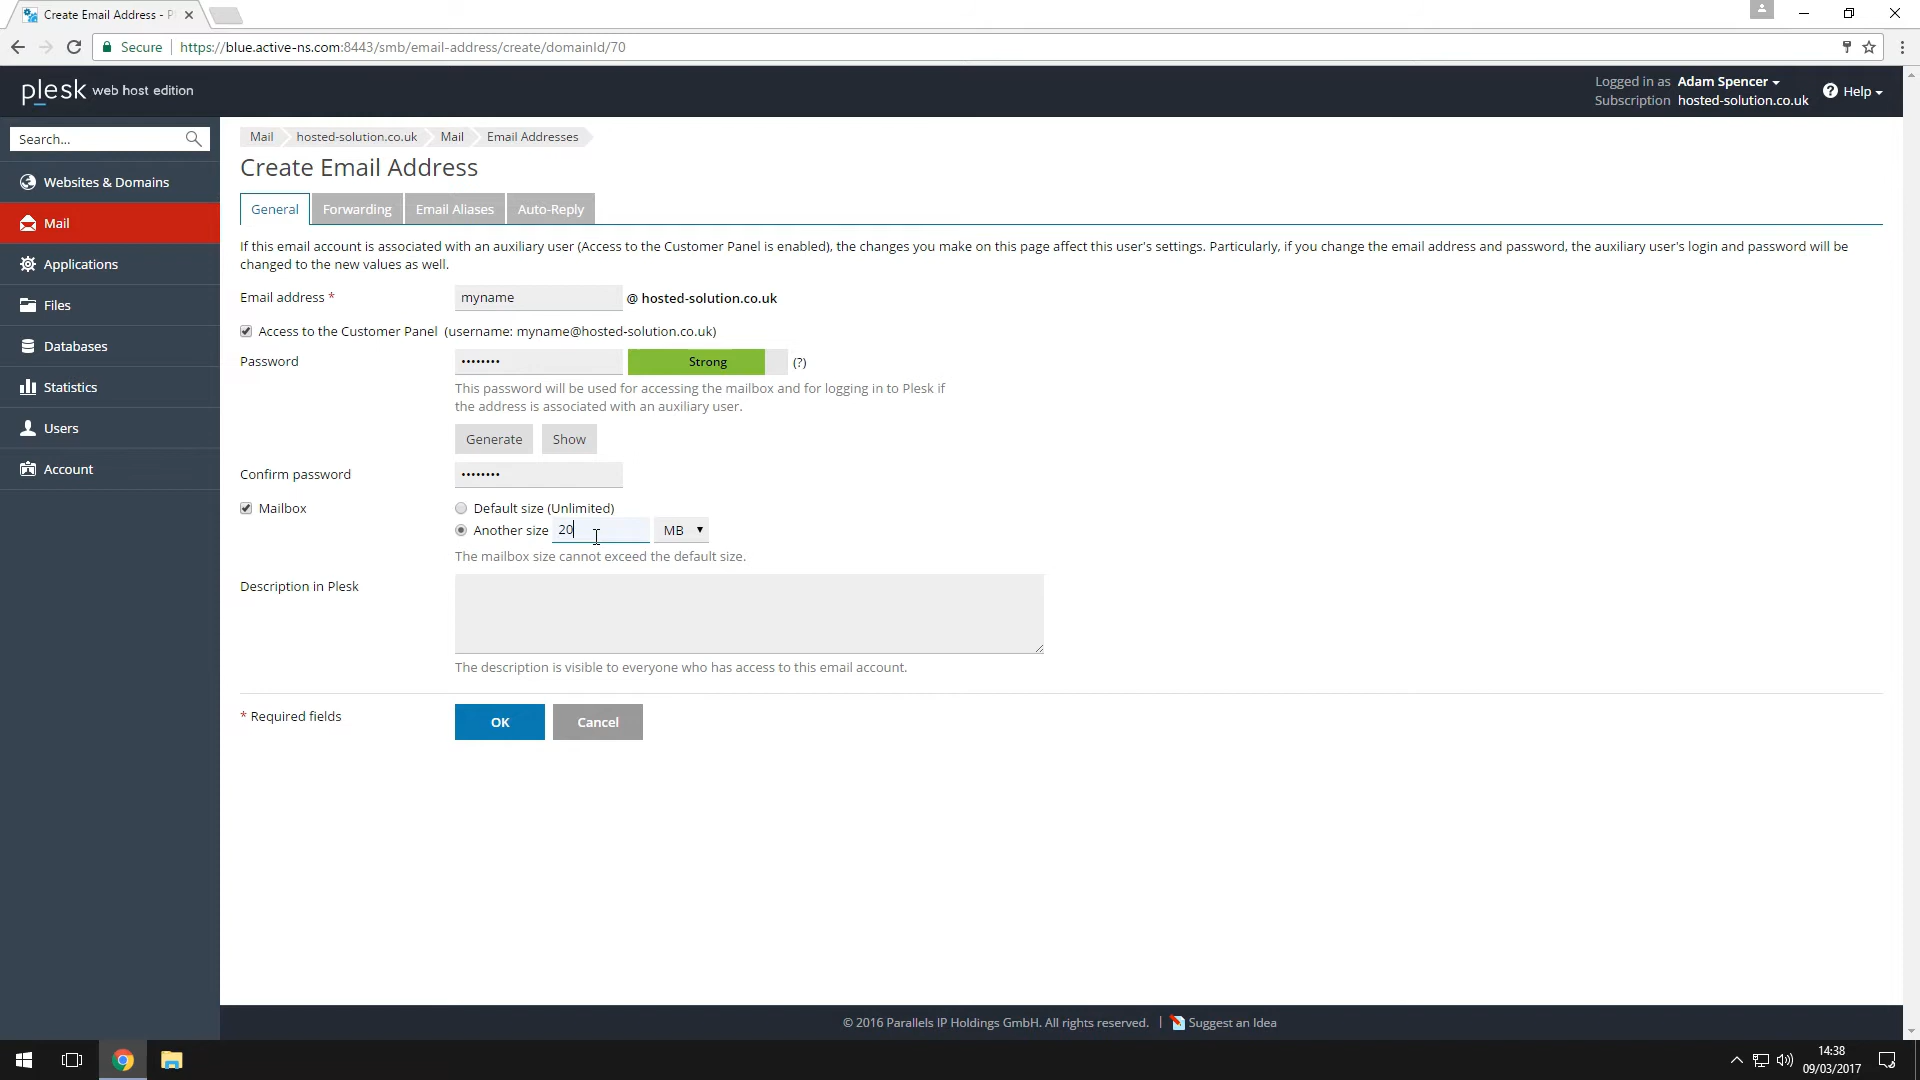 Create Email Address - P
Secure https://blue.active-ns.com:8443/smb/email-address/create/domainId/70
plesk web host edition
Logged in as Adam Spencer
Subscription hosted-solution.co.uk
Help
Search...
Websites & Domains
Mail
Applications
Files
Databases
Statistics
Users
Account
Mail hosted-solution.co.uk Mail Email Addresses
Create Email Address
General Forwarding Email Aliases Auto-Reply
If this email account is associated with an auxiliary user (Access to the Customer Panel is enabled), the changes you make on this page affect this user's settings. Particularly, if you change the email address and password, the auxiliary user's login and password will be
changed to the new values as well.
Email address * myname @ hosted-solution.co.uk
Access to the Customer Panel (username: myname@hosted-solution.co.uk)
Password •••••••• Strong (?)
This password will be used for accessing the mailbox and for logging in to Plesk if
the address is associated with an auxiliary user.
Generate Show
Confirm password ••••••••
Mailbox Default size (Unlimited)
Another size 20 MB
The mailbox size cannot exceed the default size.
Description in Plesk
The description is visible to everyone who has access to this email account.
* Required fields OK Cancel
© 2016 Parallels IP Holdings GmbH. All rights reserved. | Suggest an Idea
14:38
09/03/2017